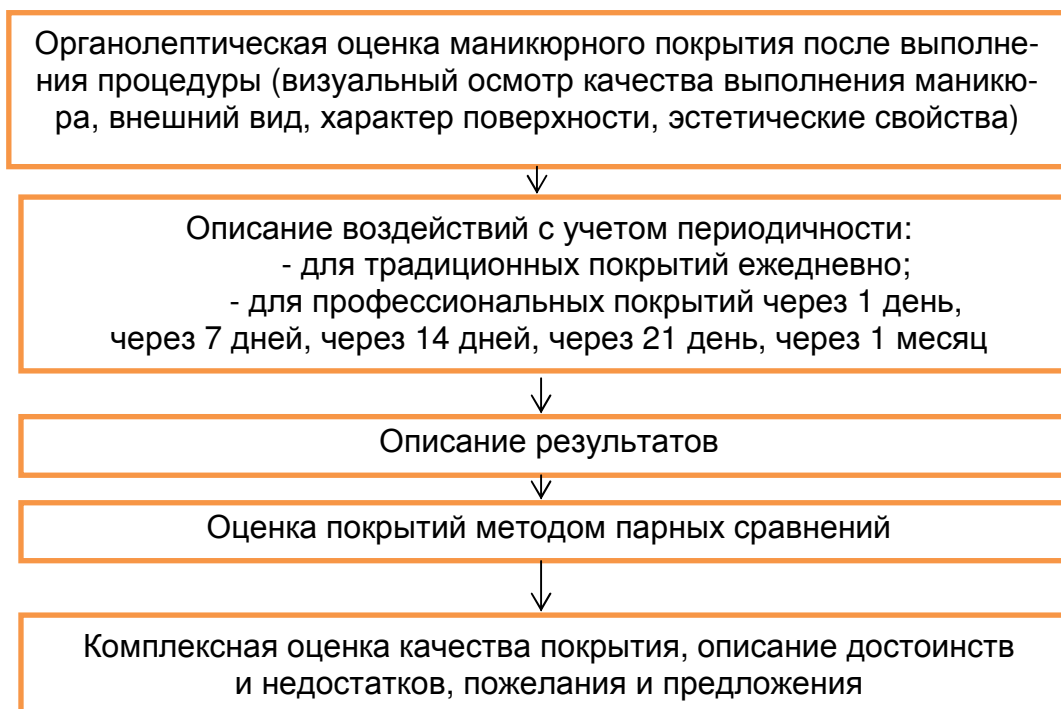 Органолептическая оценка маникюрного покрытия после выполне-
ния процедуры (визуальный осмотр качества выполнения маникю-
ра, внешний вид, характер поверхности, эстетические свойства)
Описание воздействий с учетом периодичности:
- для традиционных покрытий ежедневно;
- для профессиональных покрытий через 1 день,
через 7 дней, через 14 дней, через 21 день, через 1 месяц
Описание результатов
Оценка покрытий методом парных сравнений
Комплексная оценка качества покрытия, описание достоинств
и недостатков, пожелания и предложения